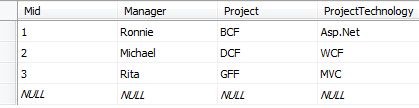 Mid Manager Project ProjectTechnology
1 Ronnie BCF Asp.Net
2 Michael DCF WCF
3 Rita GFF MVC
NULL NULL NULL NULL